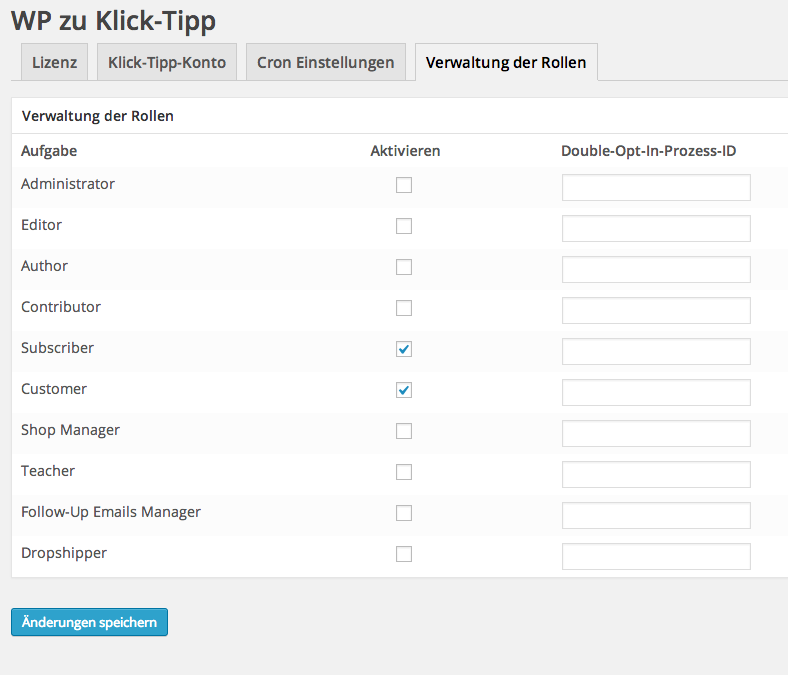 WP zu Klick-Tipp
Lizenz Klick-Tipp-Konto Cron Einstellungen Verwaltung der Rollen
Verwaltung der Rollen
Aufgabe Aktivieren Double-Opt-In-Prozess-ID
Administrator
Editor
Author
Contributor
Subscriber
Customer
Shop Manager
Teacher
Follow-Up Emails Manager
Dropshipper
Änderungen speichern